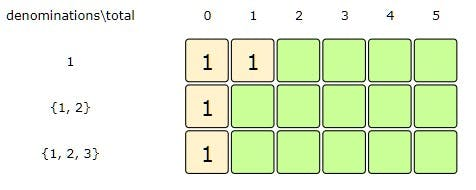 denominations\total 0 1 2 3 4 5
1 1 1
{1, 2} 1
{1, 2, 3} 1